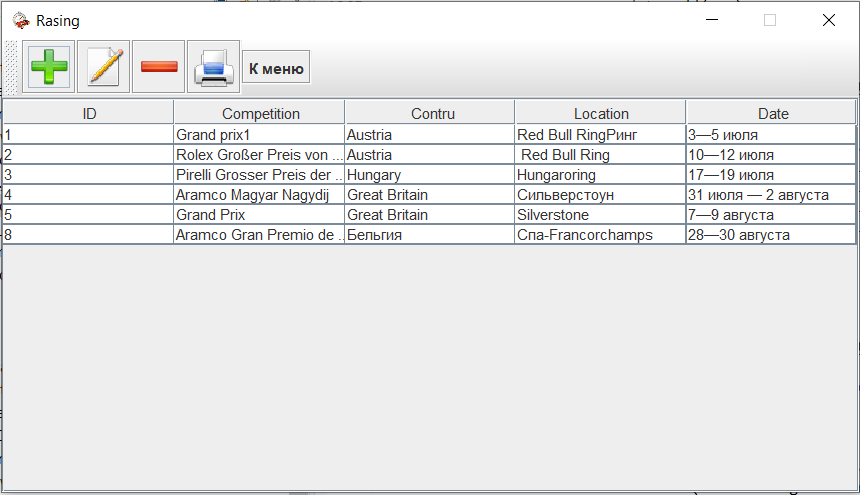 Rasing
К меню
ID Competition Contru Location Date
1 Grand prix1 Austria Red Bull RingРинг 3—5 июля
2 Rolex Großer Preis von ... Austria Red Bull Ring 10—12 июля
3 Pirelli Grosser Preis der ... Hungary Hungaroring 17—19 июля
4 Aramco Magyar Nagydij Great Britain Сильверстоун 31 июля — 2 августа
5 Grand Prix Great Britain Silverstone 7—9 августа
8 Aramco Gran Premio de ... Бельгия Спа-Francorchamps 28—30 августа